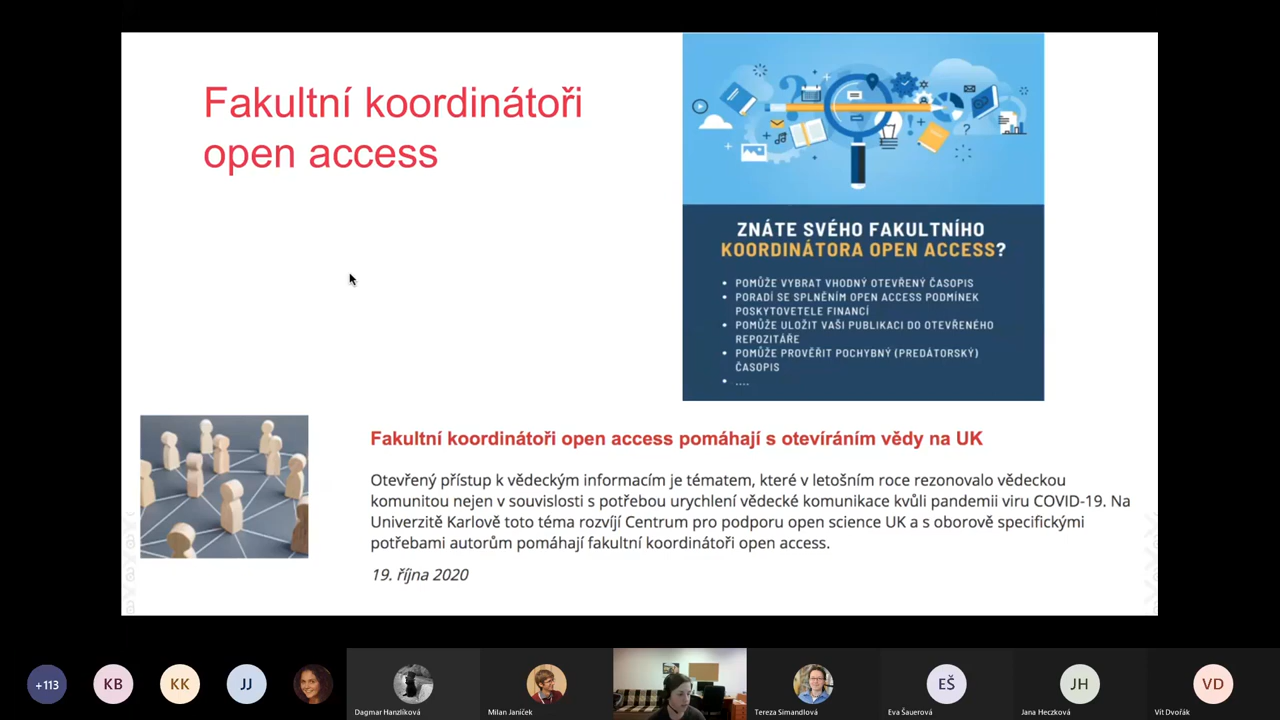 Fakultní koordinátoři
open access
ZNÁTE SVÉHO FAKULTNÍHO
KOORDINÁTORA OPEN ACCESS?
• POMŮŽE VYBRAT VHODNÝ OTEVŘENÝ ČASOPIS
• PORADÍ SE SPLNĚNÍM OPEN ACCESS PODMÍNEK
POSKYTOVETELE FINANCÍ
• POMŮŽE ULOŽIT VAŠI PUBLIKACI DO OTEVŘENÉHO
REPOZITÁŘE
• POMŮŽE PROVĚŘIT POCHYBNÝ (PREDÁTORSKÝ)
ČASOPIS
• ....
Fakultní koordinátoři open access pomáhají s otevíráním vědy na UK
Otevřený přístup k vědeckým informacím je tématem, které v letošním roce rezonovalo vědeckou
komunitou nejen v souvislosti s potřebou urychlení vědecké komunikace kvůli pandemii viru COVID-19. Na
Univerzitě Karlově toto téma rozvíjí Centrum pro podporu open science UK a s oborově specifickými
potřebami autorům pomáhají fakultní koordinátoři open access.
19. října 2020
+113
KB
KK
JJ
Dagmar Hanzlíková
Milan Janíček
Tereza Simandlová
EŠ
Eva Šauerová
JH
Jana Heczková
VD
Vít Dvořák